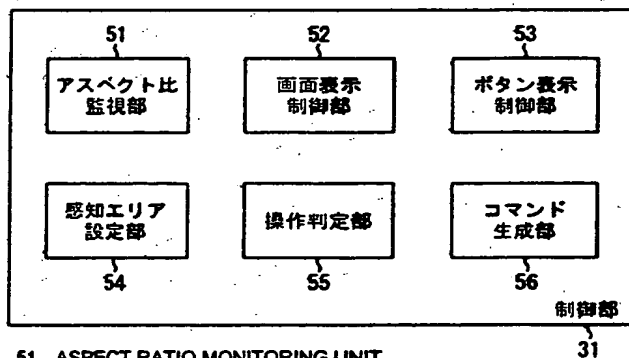 51
52
53
アスペクト比
監視部
画面表示
制御部
ボタン表示
制御部
感知エリア
設定部
操作判定部
コマンド
生成部
54
55
56
制御部
31
51 ASPECT RATIO MONITORING UNIT